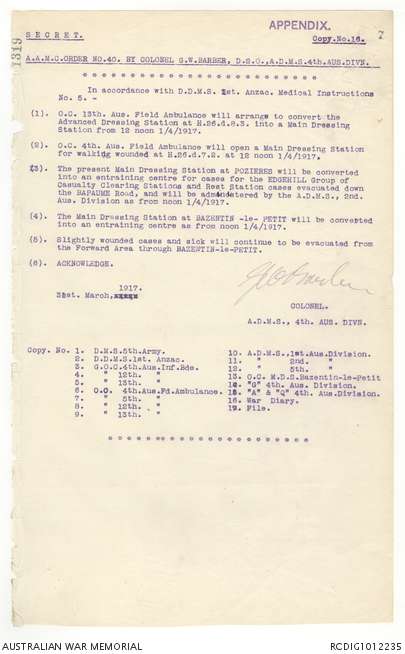 APPENDIX.
7
SECRET.
Copy.No.16.
1319
A.A.M.C.ORDER NO.40. BY COLONEL G.W.BARBER, D.S.O.,A.D.M.S.4th.AUS.DIVN.
In accordance with D.D.M.S. 1st. Anzac. Medical Instructions
No. 5. -
(1). O.C. 13th. Aus. Field Ambulance will arrange to convert the
Advanced Dressing Station at H.26.d.8.3. into a Main Dressing
Station from 12 noon 1/4/1917.
(2). O.C. 4th. Aus. Field Ambulance will open a Main Dressing Station
for walking wounded at H.26.d.7.2. at 12 noon 1/4/1917.
(3). The present Main Dressing Station at POZIERES will be converted
into an entraining centre for cases for the EDGEHILL Group of
Casualty Clearing Stations and Rest Station cases evacuated down
the BAPAUME Road, and will be administered by the A.D.M.S., 2nd.
Aus. Division as from noon 1/4/1917.
(4). The Main Dressing Station at BAZENTIN -le- PETIT will be converted
into an entraining centre as from noon 1/4/1917.
(5). Slightly wounded cases and sick will continue to be evacuated from
the Forward Area through BAZENTIN-le-PETIT.
(6). ACKNOWLEDGE.
1917.
31st. March,
GW Barber
COLONEL.
A.D.M.S., 4th. AUS. DIVN.
Copy. No. 1. D.M.S.5th.Army.
2. D.D.M.S.1st. Anzac.
3. G.O.C.4th.Aus.Inf.Bde.
4. " 12th. "
5. " 13th. "
6. O.C. 4th.Aus.Fd.Ambulance.
7. " 5th. "
8. " 12th. "
9. " 13th. "
10. A.D.M.S.,1st.Aus.Division.
11. " 2nd. "
12. " 5th. "
13. O.C. M.D.S.Bazentin-le-Petit
14. "G" 4th. Aus. Division.
15. "A" & "Q" 4th. Aus.Division.
16. War Diary.
17. File.
AUSTRALIAN WAR MEMORIAL
RCDIG1012235